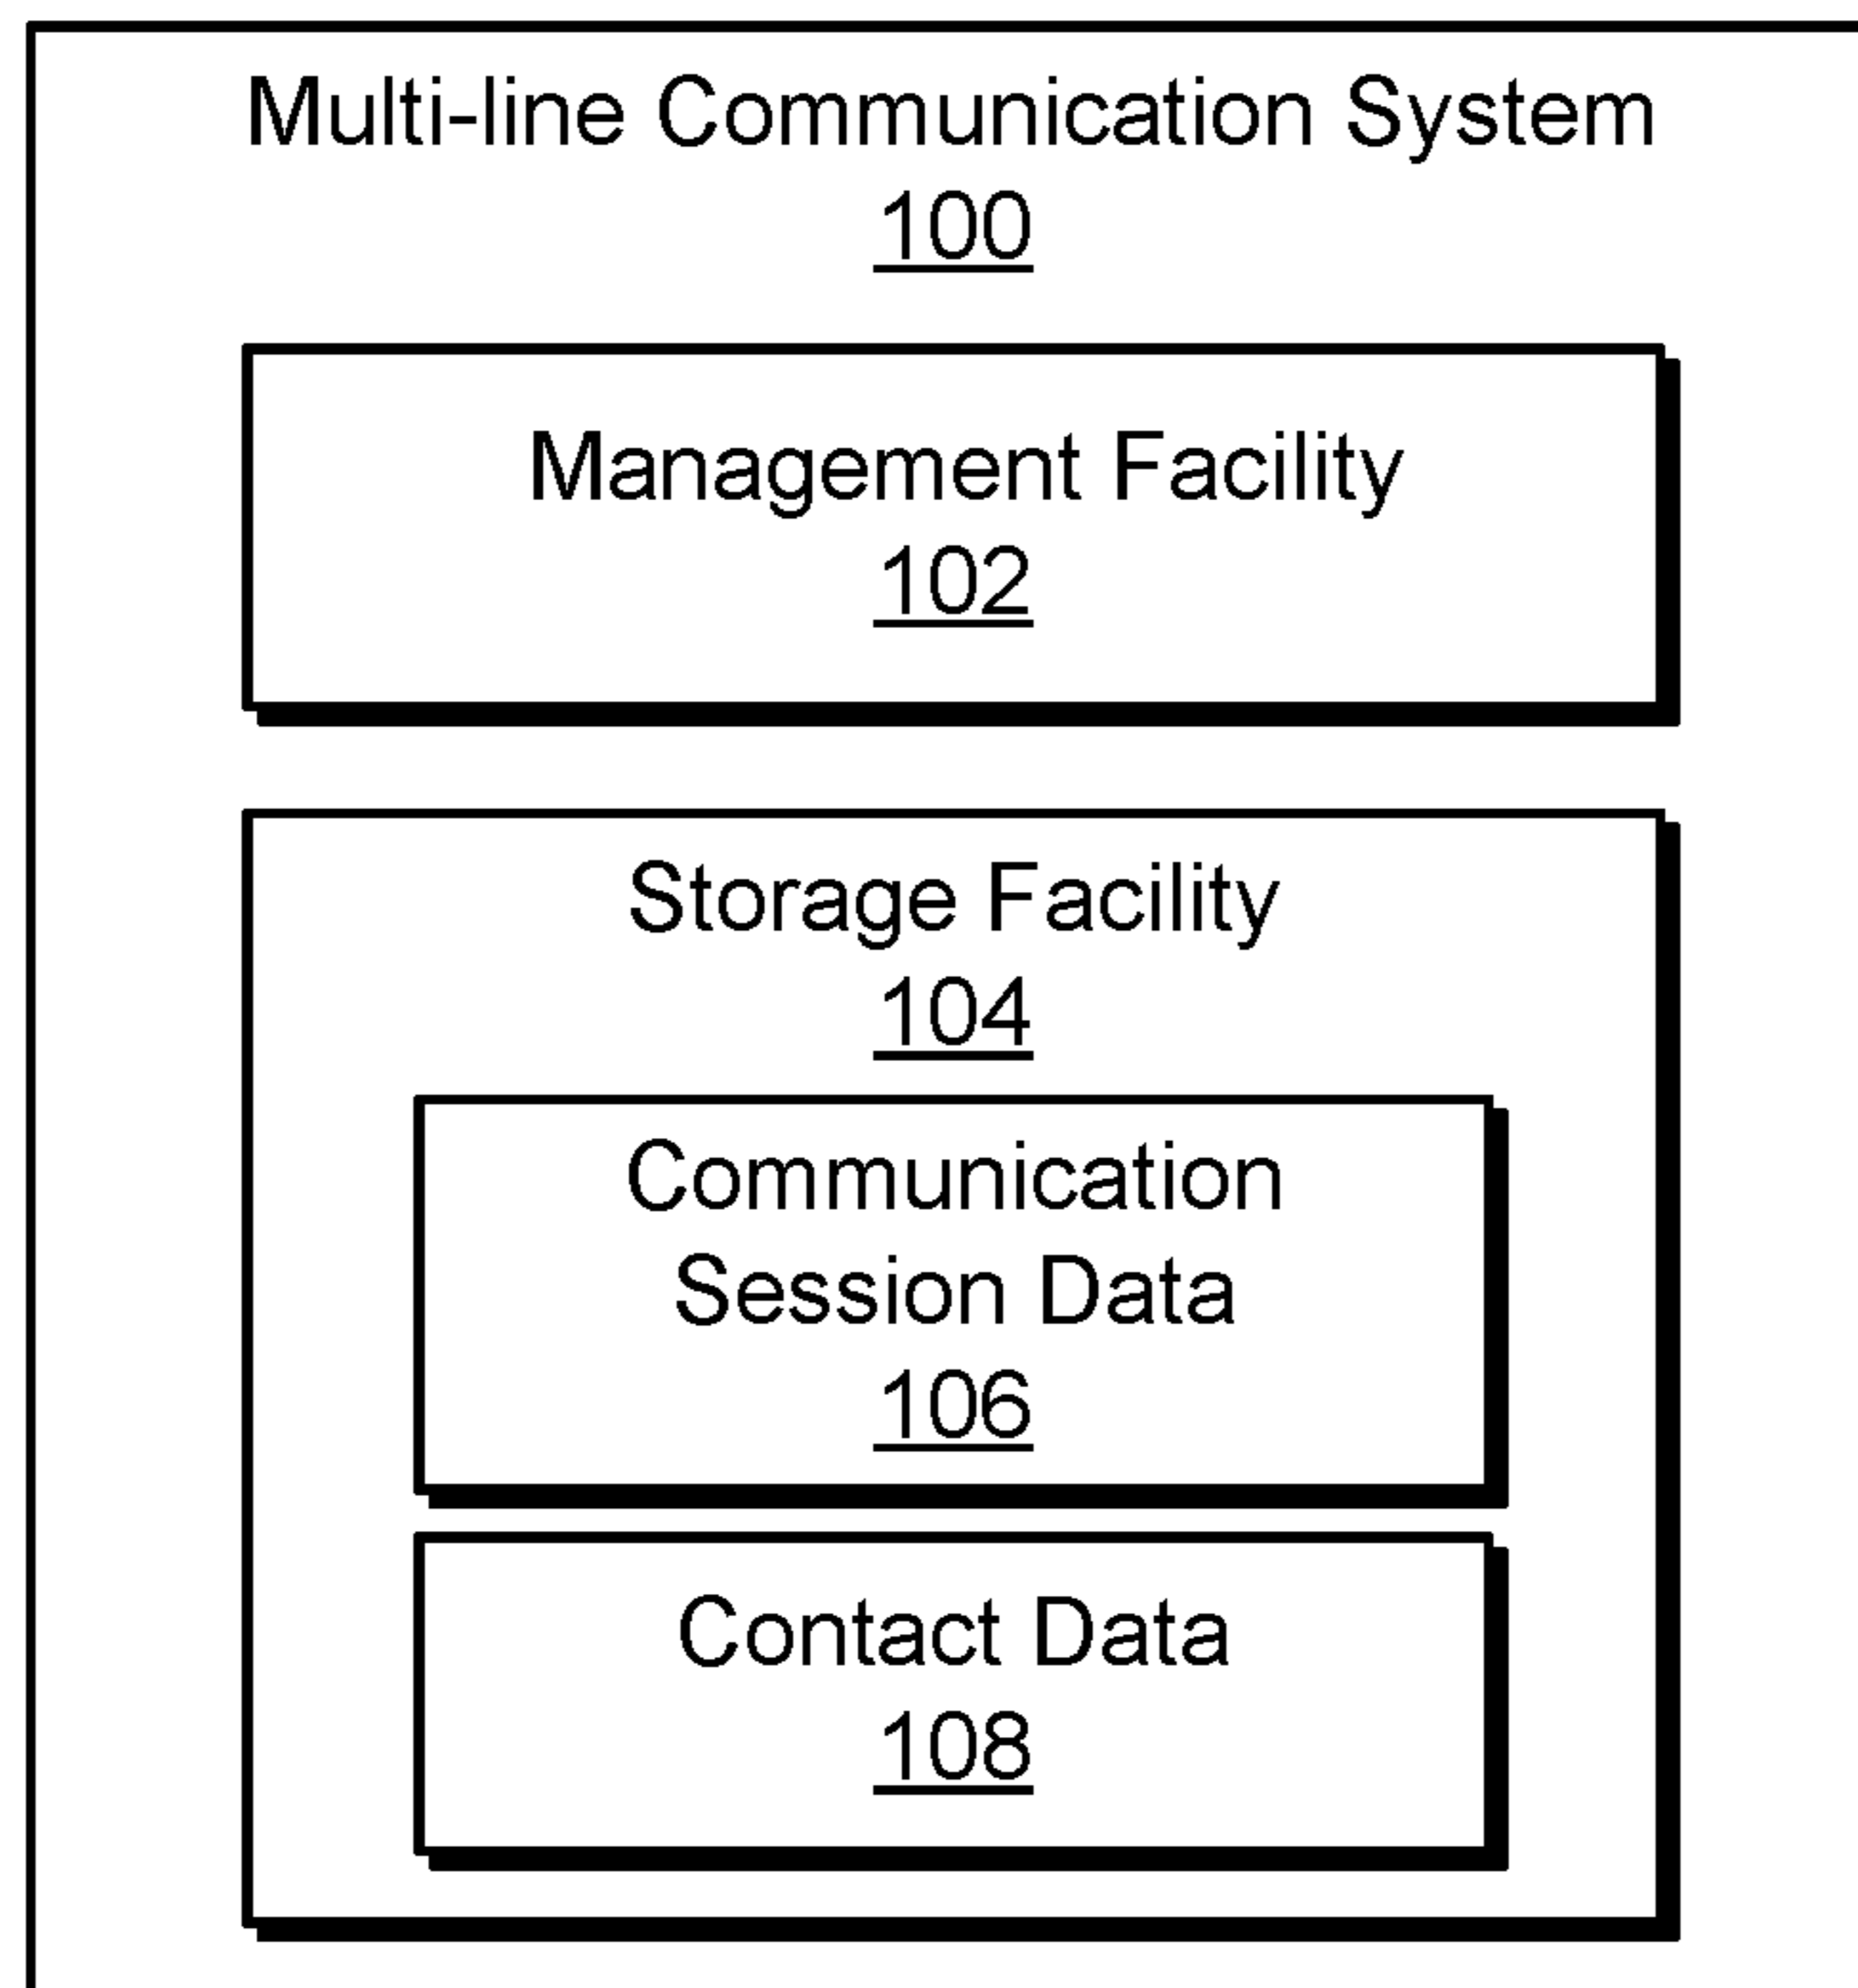 Multi-line Communication System
100
Management Facility
102
Storage Facility
104
Communication
Session Data
106
Contact Data
108